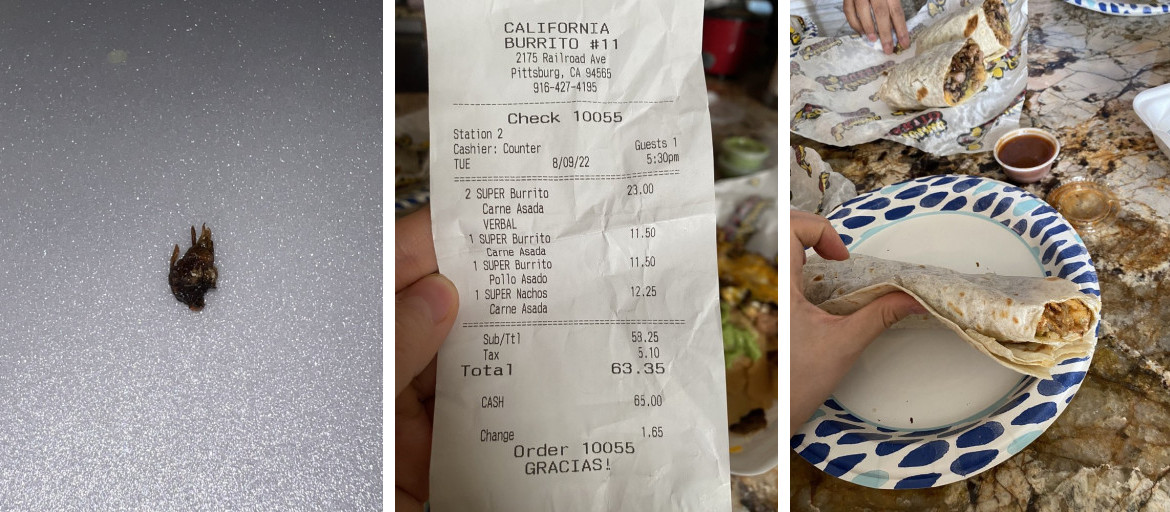 CALIFORNIA
BURRITO #11
2175 Railroad Ave
Pittsburg, CA 94565
916-427-4195
Check 10055
Station 2
Cashier: Counter Guests 1
TUE 8/09/22 5:30pm
2 SUPER Burrito 23.00
Carne Asada
VERBAL
1 SUPER Burrito 11.50
Carne Asada
1 SUPER Burrito 11.50
Pollo Asado
1 SUPER Nachos 12.25
Carne Asada
Sub/Ttl 58.25
Tax 5.10
Total 63.35
CASH 65.00
Change 1.65
Order 10055
GRACIAS!